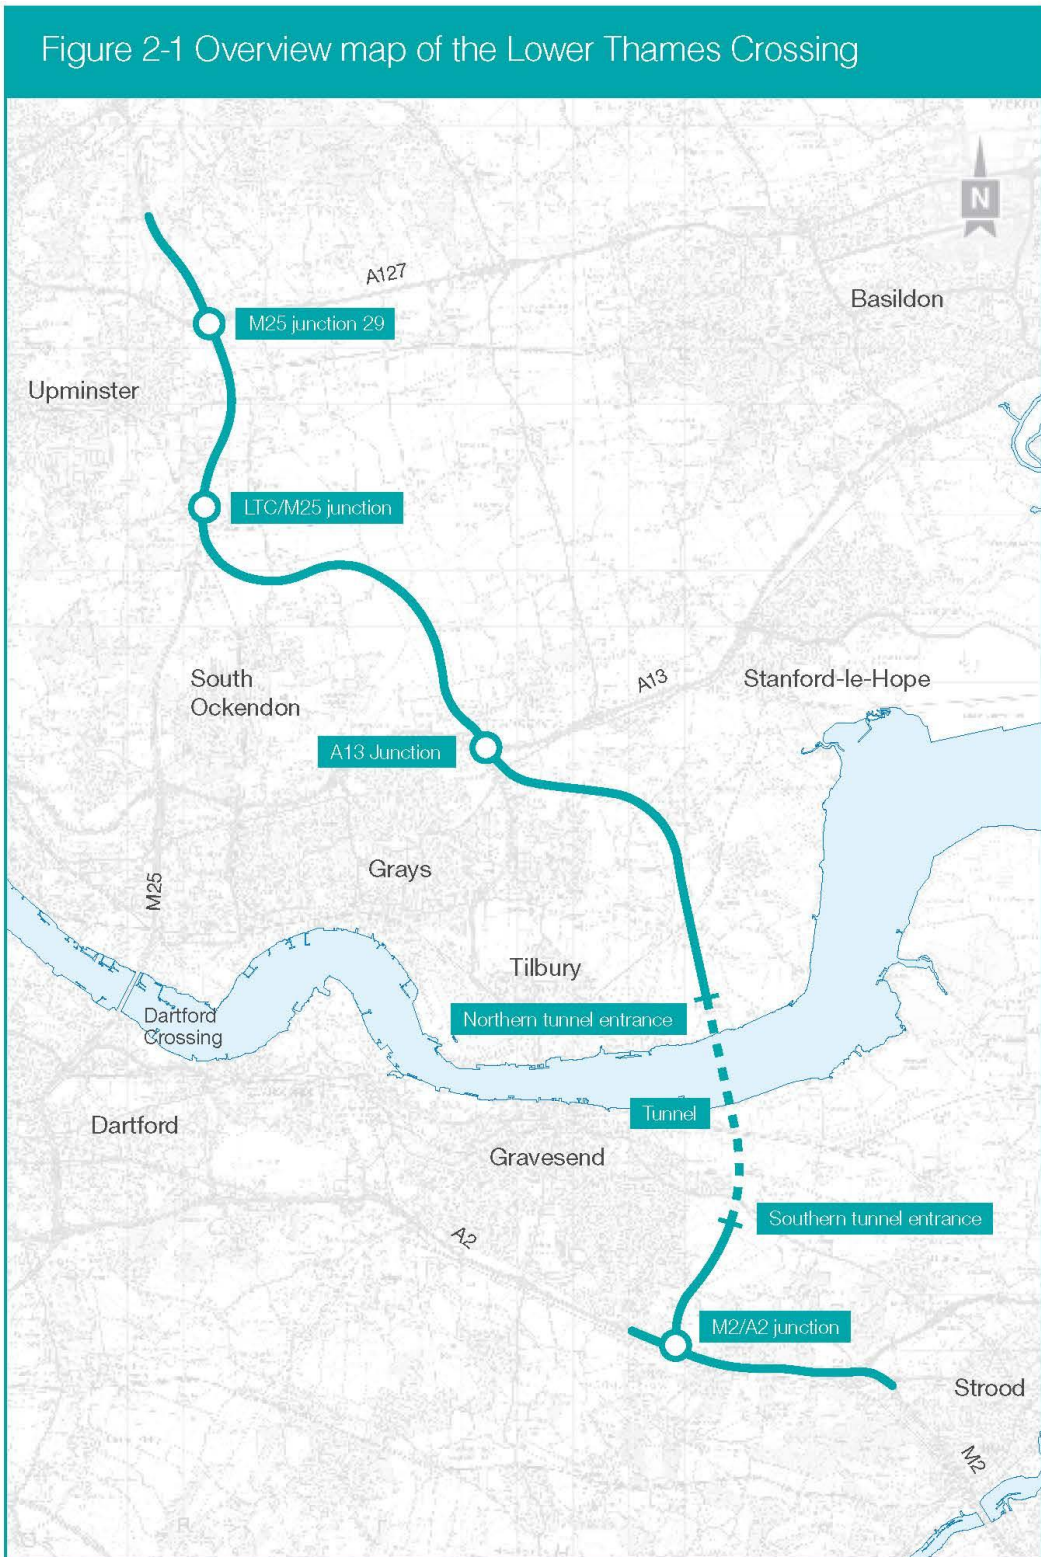 Figure 2-1 Overview map of the Lower Thames Crossing
N
A127
Basildon
M25 junction 29
Upminster
LTC/M25 junction
South
Ockendon
A13
Stanford-le-Hope
A13 Junction
Grays
M25
Tilbury
Northern tunnel entrance
Dartford
Crossing
Tunnel
Dartford
Gravesend
Southern tunnel entrance
A2
M2/A2 junction
Strood
M2